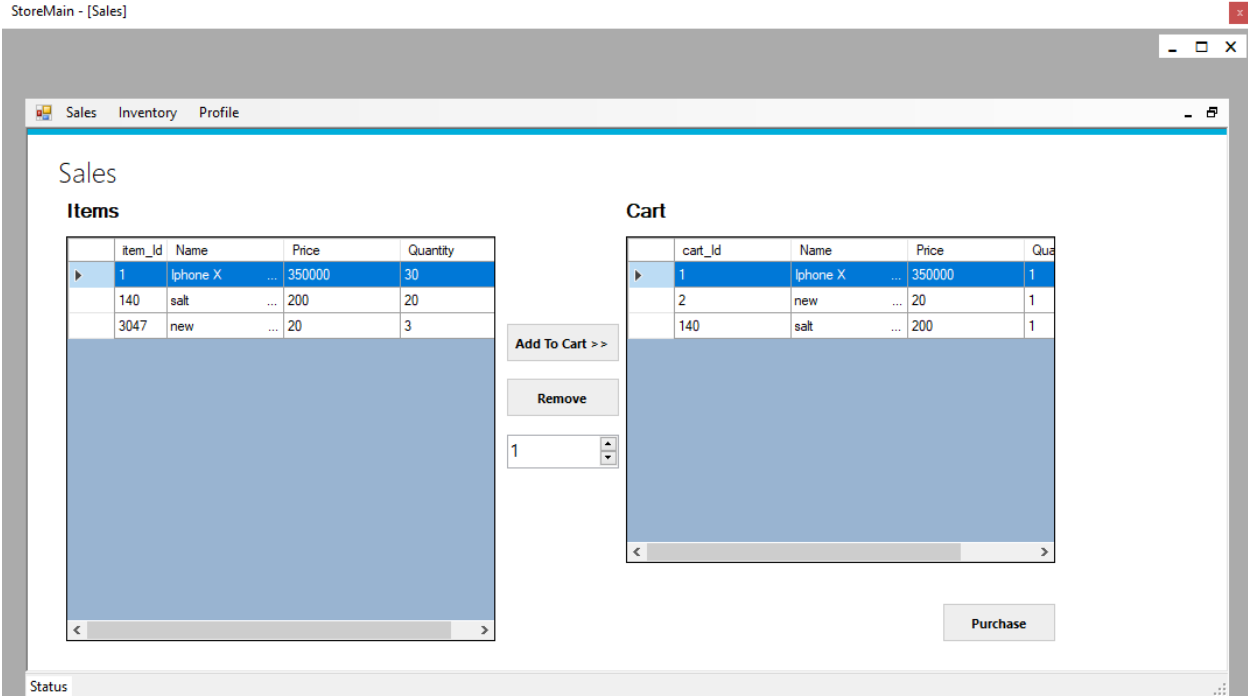 StoreMain - [Sales]
Sales Inventory Profile
Sales
Items
item_Id Name Price Quantity
1 Iphone X ... 350000 30
140 salt ... 200 20
3047 new ... 20 3
Add To Cart >>
Remove
1
Cart
cart_Id Name Price Qua
1 Iphone X ... 350000 1
2 new ... 20 1
140 salt ... 200 1
Purchase
Status